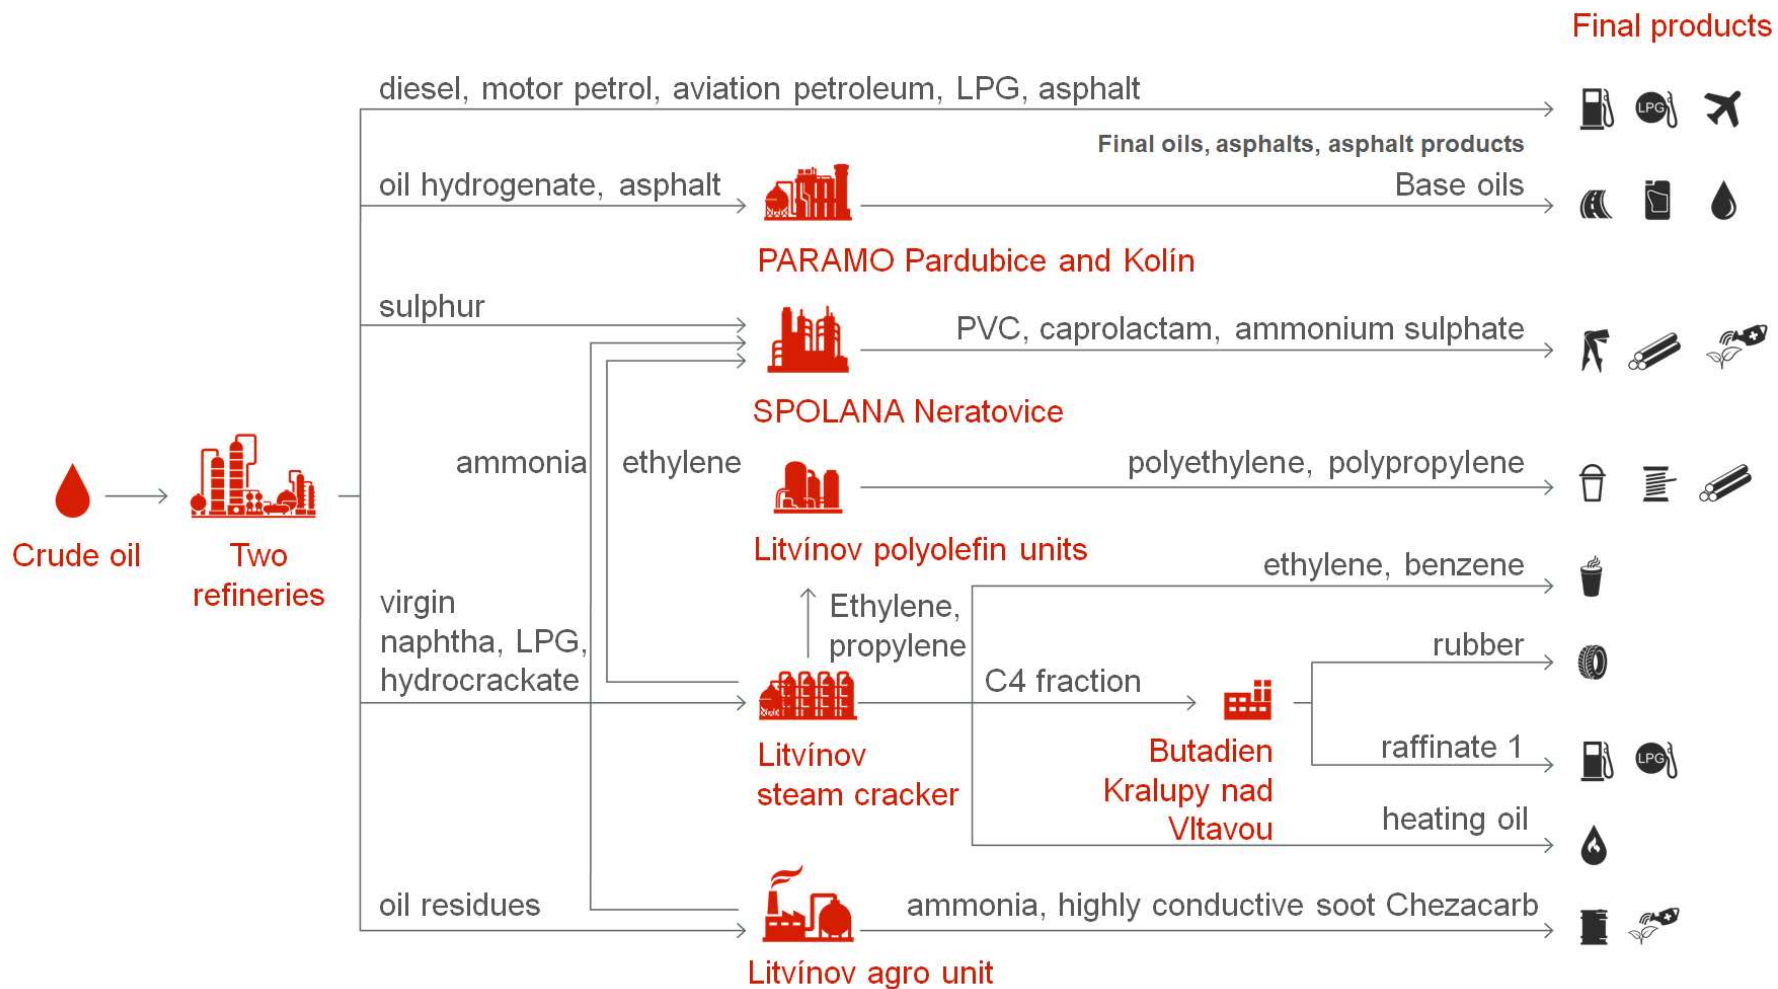 Final products
diesel, motor petrol, aviation petroleum, LPG, asphalt
LPG
Final oils, asphalts, asphalt products
oil hydrogenate, asphalt
Base oils
PARAMO Pardubice and Kolín
sulphur
PVC, caprolactam, ammonium sulphate
SPOLANA Neratovice
ammonia
ethylene
polyethylene, polypropylene
Crude oil
Two
refineries
Litvínov polyolefin units
ethylene, benzene
virgin
naphtha, LPG,
hydrocrackate
Ethylene,
propylene
rubber
C4 fraction
Litvínov
steam cracker
Butadien
Kralupy nad
Vltavou
raffinate 1
LPG
heating oil
oil residues
ammonia, highly conductive soot Chezacarb
Litvínov agro unit